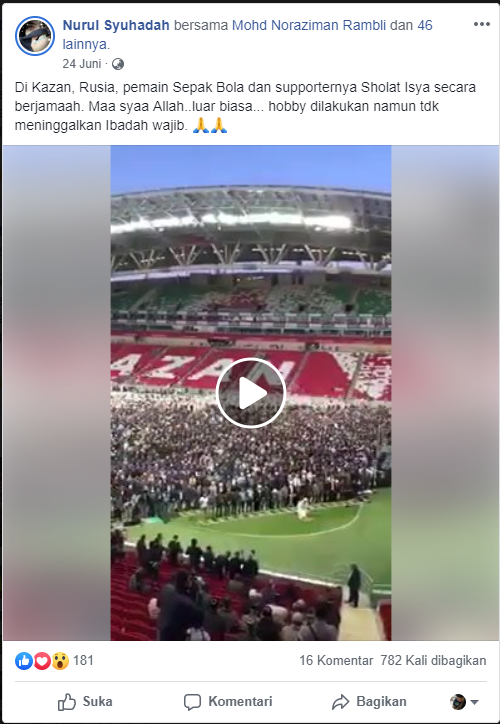 Nurul Syuhadah bersama Mohd Noraziman Rambli dan 46
lainnya.
24 Juni ·
Di Kazan, Rusia, pemain Sepak Bola dan supporternya Sholat Isya secara
berjamaah. Maa syaa Allah..luar biasa... hobby dilakukan namun tdk
meninggalkan Ibadah wajib. 🙏🙏
AZAN
181
16 Komentar 782 Kali dibagikan
Suka Komentari Bagikan